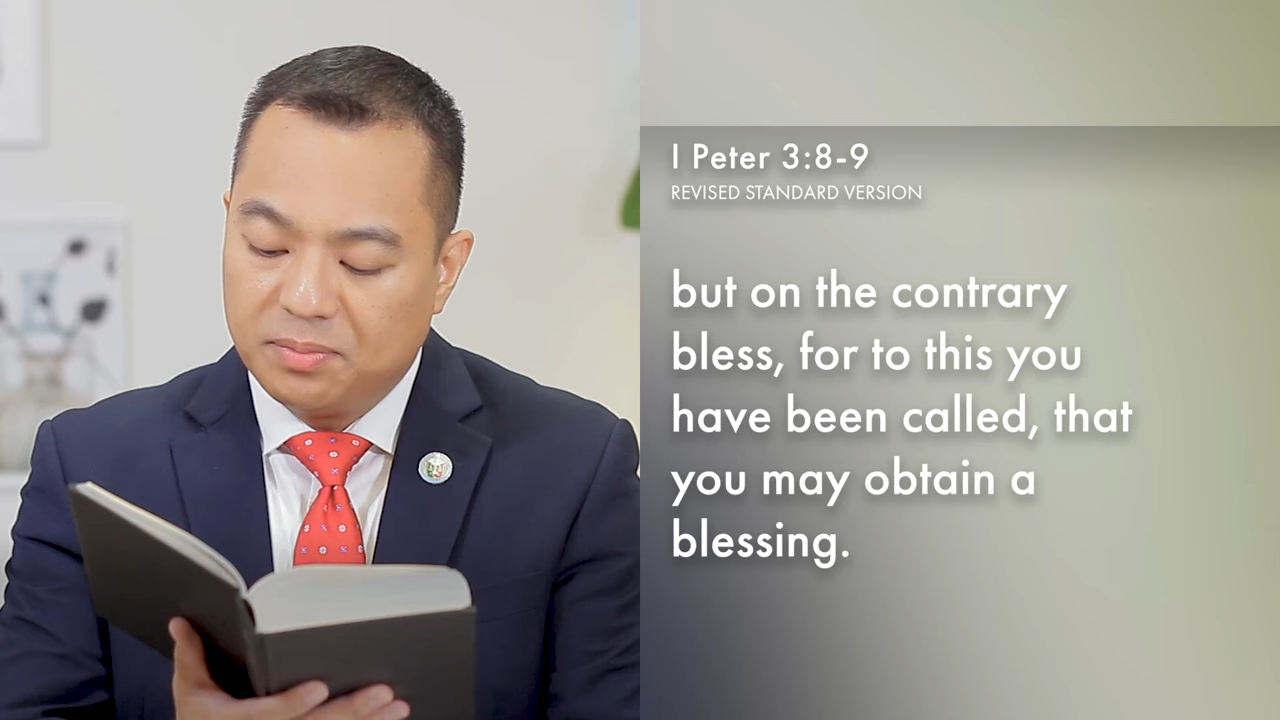 I Peter 3:8-9
REVISED STANDARD VERSION
but on the contrary
bless, for to this you
have been called, that
you may obtain a
blessing.